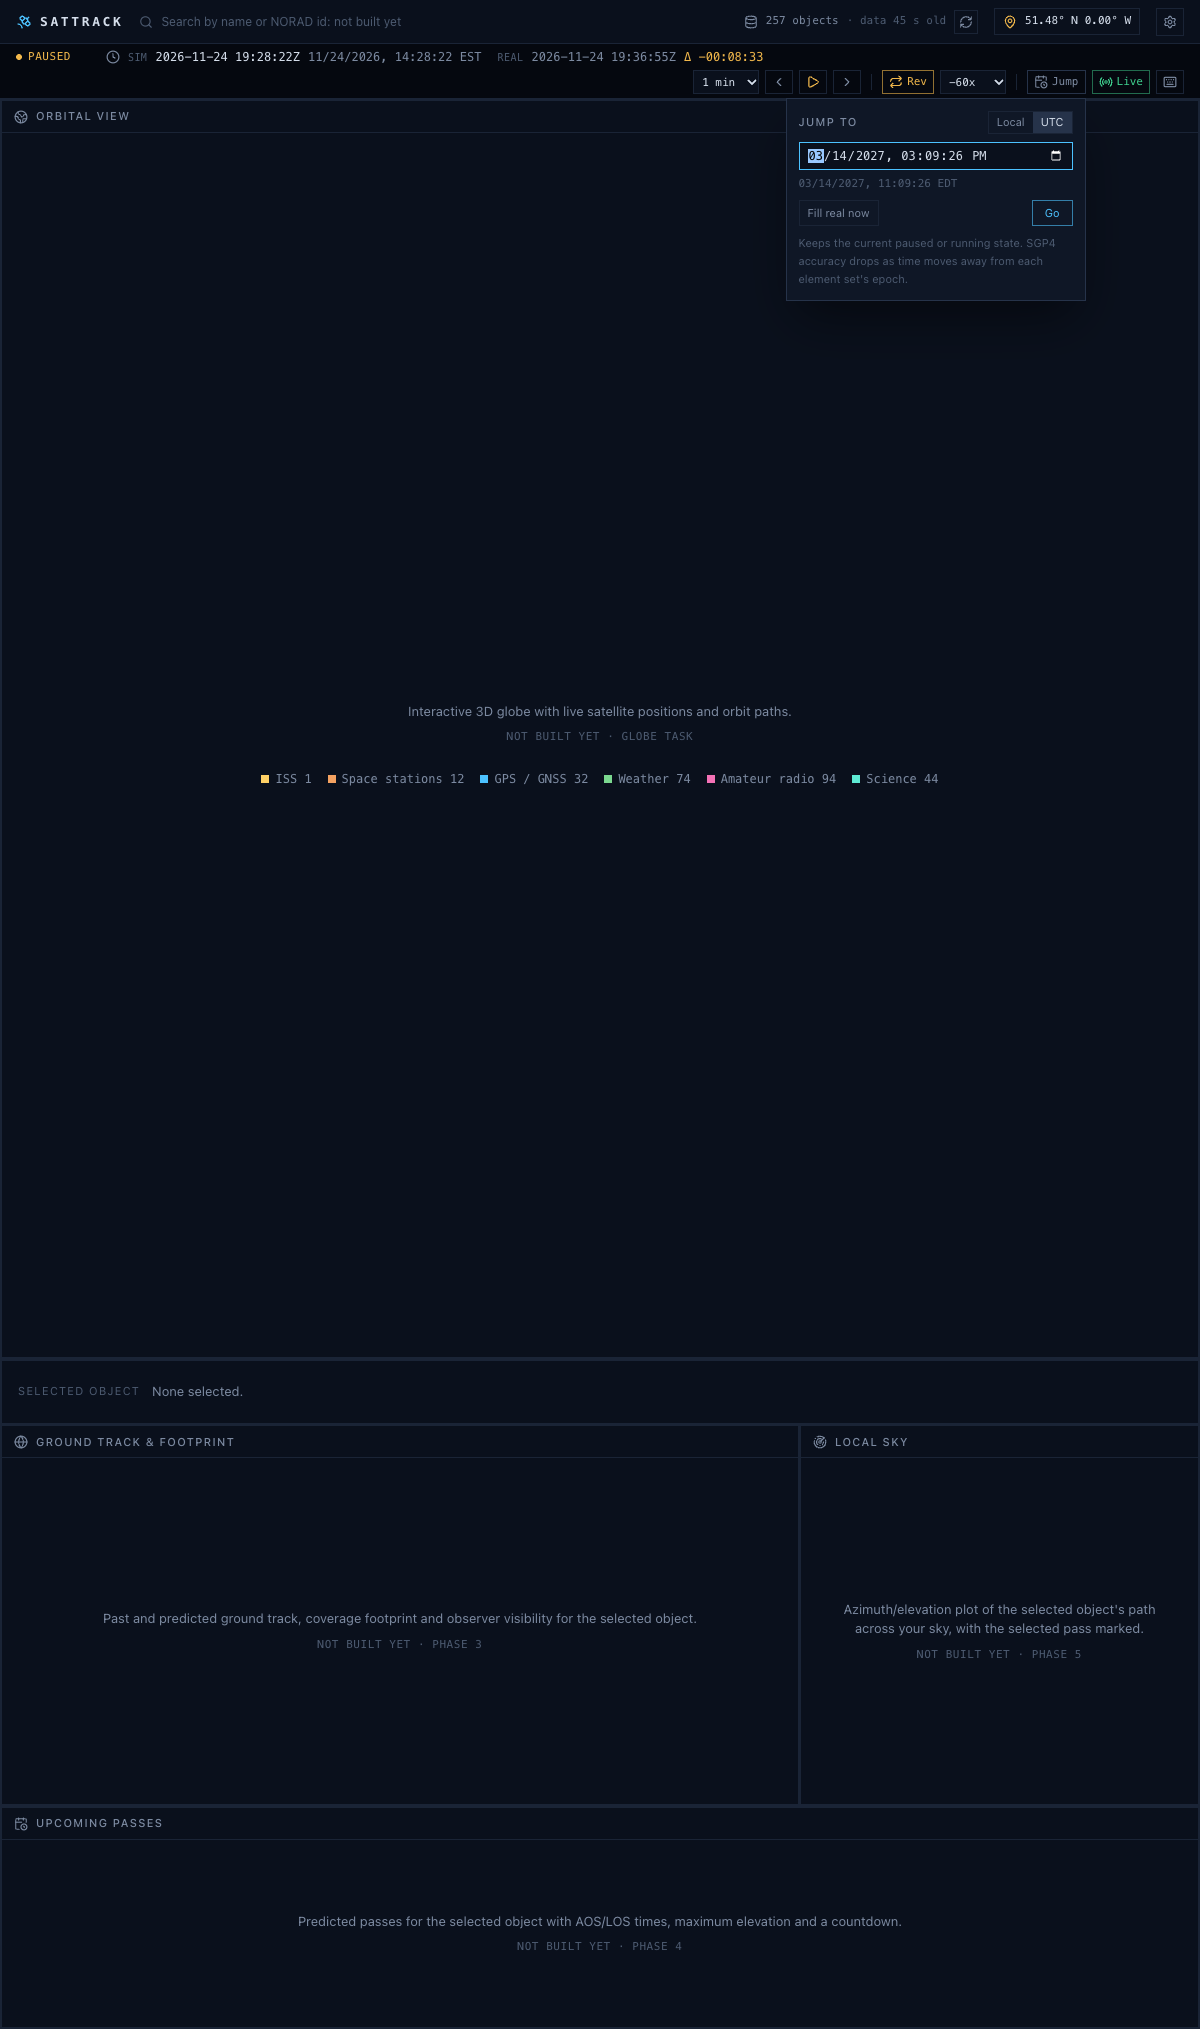 SATTRACK Search by name or NORAD id: not built yet 257 objects · data 45 s old 51.48° N 0.00° W
PAUSED SIM 2026-11-24 19:28:22Z 11/24/2026, 14:28:22 EST REAL 2026-11-24 19:36:55Z Δ −00:08:33
1 min Rev −60x Jump Live
ORBITAL VIEW
JUMP TO Local UTC
03/14/2027, 03:09:26 PM
03/14/2027, 11:09:26 EDT
Fill real now Go
Keeps the current paused or running state. SGP4
accuracy drops as time moves away from each
element set's epoch.
Interactive 3D globe with live satellite positions and orbit paths.
NOT BUILT YET · GLOBE TASK
ISS 1 Space stations 12 GPS / GNSS 32 Weather 74 Amateur radio 94 Science 44
SELECTED OBJECT None selected.
GROUND TRACK & FOOTPRINT
Past and predicted ground track, coverage footprint and observer visibility for the selected object.
NOT BUILT YET · PHASE 3
LOCAL SKY
Azimuth/elevation plot of the selected object's path
across your sky, with the selected pass marked.
NOT BUILT YET · PHASE 5
UPCOMING PASSES
Predicted passes for the selected object with AOS/LOS times, maximum elevation and a countdown.
NOT BUILT YET · PHASE 4